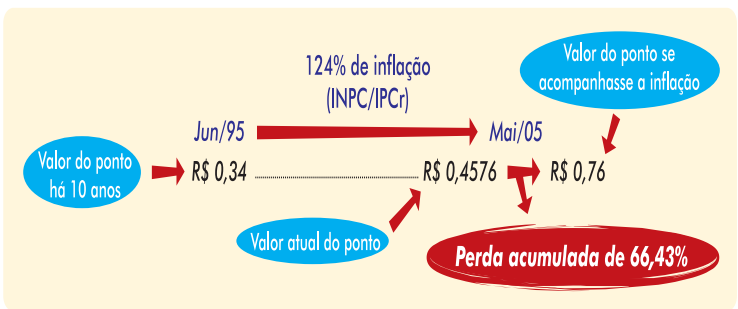 124% de inflação
(INPC/IPCr)
Valor do ponto se
acompanhasse a inflação
Jun/95
Mai/05
Valor do ponto
há 10 anos
R$ 0,34
R$ 0,4576
R$ 0,76
Valor atual do ponto
Perda acumulada de 66,43%